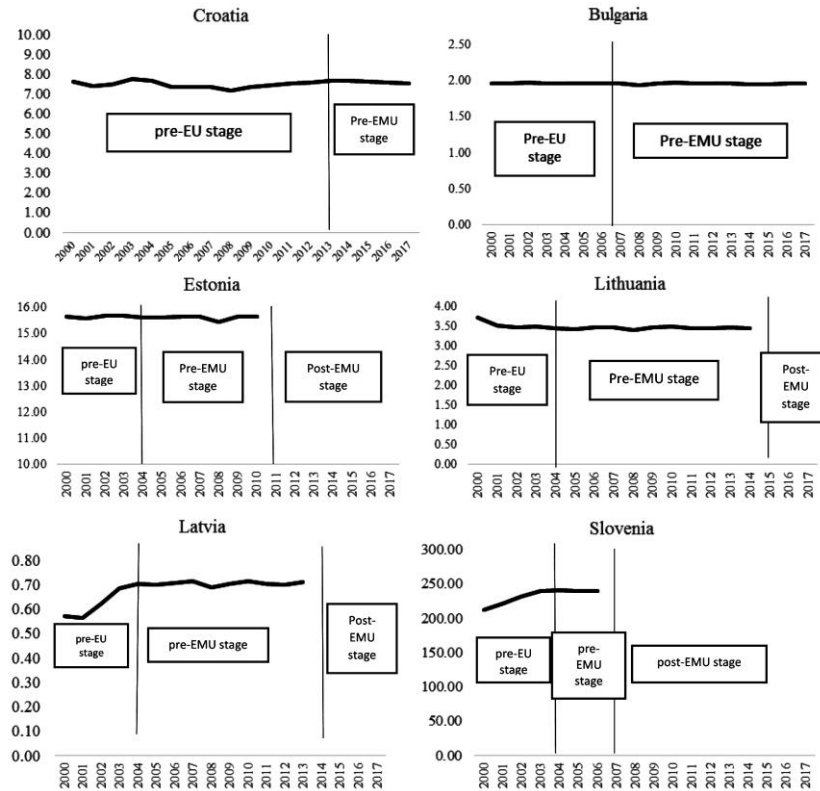 Croatia
10.00
9.00
8.00
7.00
6.00
5.00
4.00
3.00
2.00
1.00
0.00
pre-EU stage
Pre-EMU
stage
2000 2001 2002 2003 2004 2005 2006 2007 2008 2009 2010 2011 2012 2013 2014 2015 2016 2017
Bulgaria
2.50
2.00
1.50
1.00
0.50
0.00
Pre-EU
stage
Pre-EMU stage
2000 2001 2002 2003 2004 2005 2006 2007 2008 2009 2010 2011 2012 2013 2014 2015 2016 2017
Estonia
16.00
15.00
14.00
13.00
12.00
11.00
10.00
pre-EU
stage
Pre-EMU
stage
Post-EMU
stage
2000 2001 2002 2003 2004 2005 2006 2007 2008 2009 2010 2011 2012 2013 2014 2015 2016 2017
Lithuania
4.00
3.50
3.00
2.50
2.00
1.50
1.00
0.50
0.00
Pre-EU
stage
Pre-EMU stage
Post-
EMU
stage
2000 2001 2002 2003 2004 2005 2006 2007 2008 2009 2010 2011 2012 2013 2014 2015 2016 2017
Latvia
0.80
0.70
0.60
0.50
0.40
0.30
0.20
0.10
0.00
pre-EU
stage
pre-EMU stage
Post-
EMU
stage
2000 2001 2002 2003 2004 2005 2006 2007 2008 2009 2010 2011 2012 2013 2014 2015 2016 2017
Slovenia
300.00
250.00
200.00
150.00
100.00
50.00
0.00
pre-EU
stage
pre-
EMU
stage
post-EMU stage
2000 2001 2002 2003 2004 2005 2006 2007 2008 2009 2010 2011 2012 2013 2014 2015 2016 2017